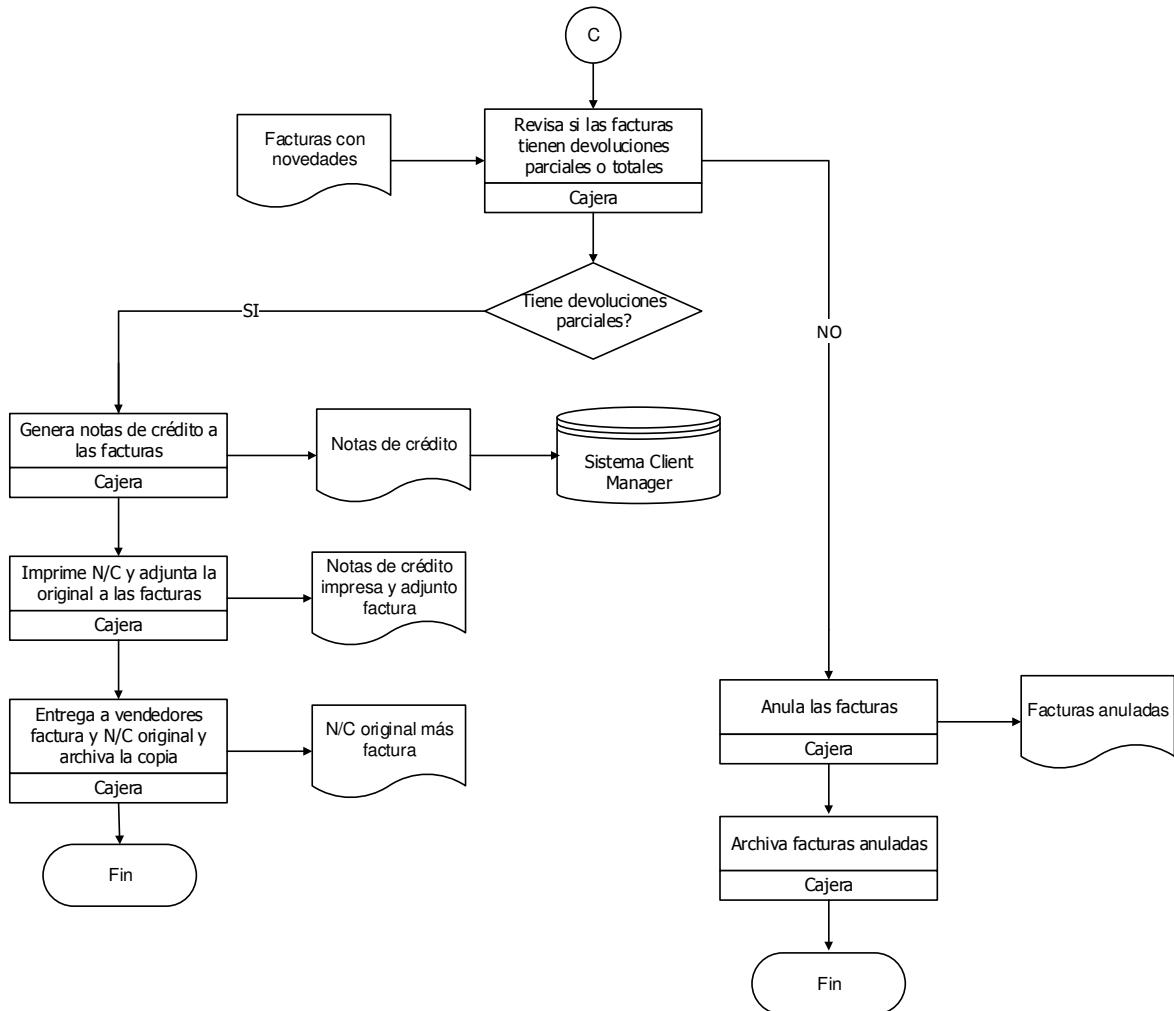 C
Facturas con
novedades
Revisa si las facturas
tienen devoluciones
parciales o totales
Cajera
Tiene devoluciones
parciales?
SI
NO
Genera notas de crédito a
las facturas
Cajera
Notas de crédito
Sistema Client
Manager
Imprime N/C y adjunta la
original a las facturas
Cajera
Notas de crédito
impresa y adjunto
factura
Entrega a vendedores
factura y N/C original y
archiva la copia
Cajera
N/C original más
factura
Fin
Anula las facturas
Cajera
Facturas anuladas
Archiva facturas anuladas
Cajera
Fin